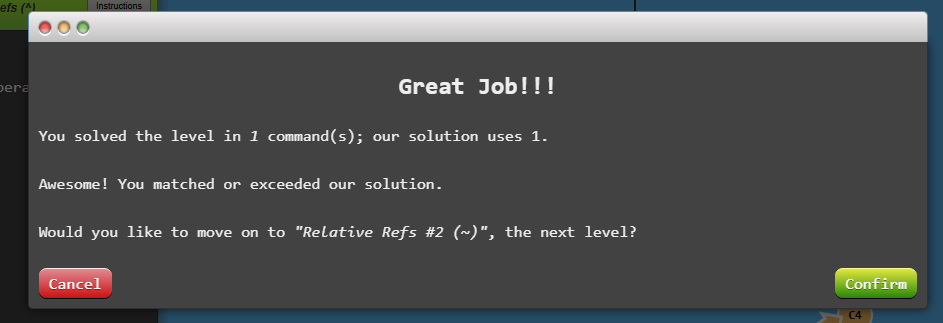 efs (^)
Instructions
pera
Great Job!!!
You solved the level in 1 command(s); our solution uses 1.
Awesome! You matched or exceeded our solution.
Would you like to move on to "Relative Refs #2 (~)", the next level?
Cancel
Confirm
C4